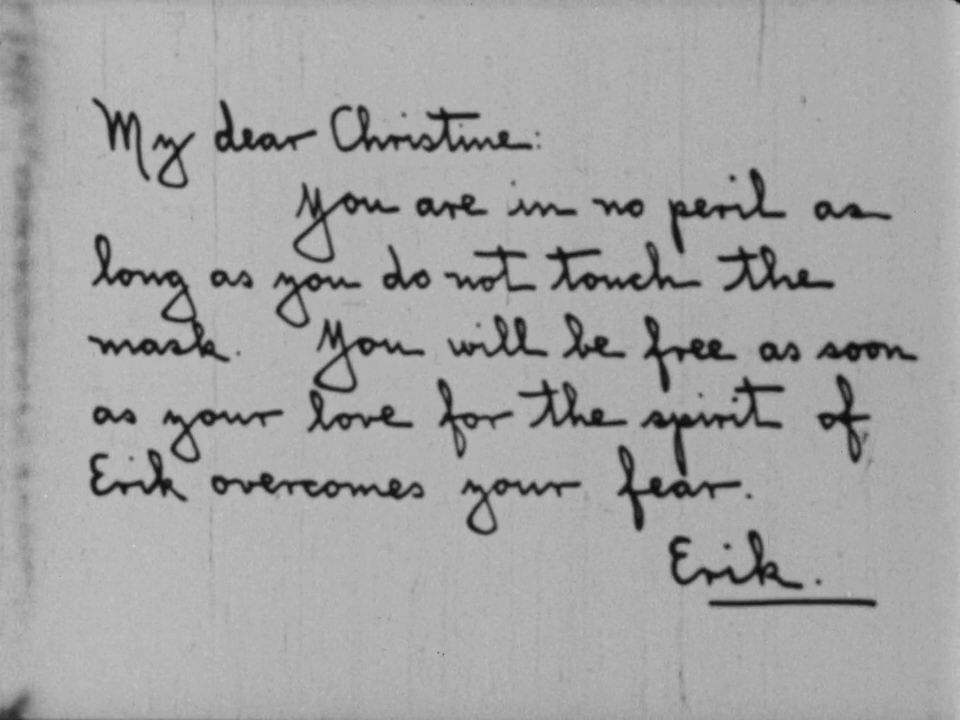 My dear Christine:
You are in no peril as
long as you do not touch the
mask. You will be free as soon
as your love for the spirit of
Erik overcomes your fear.
Erik.